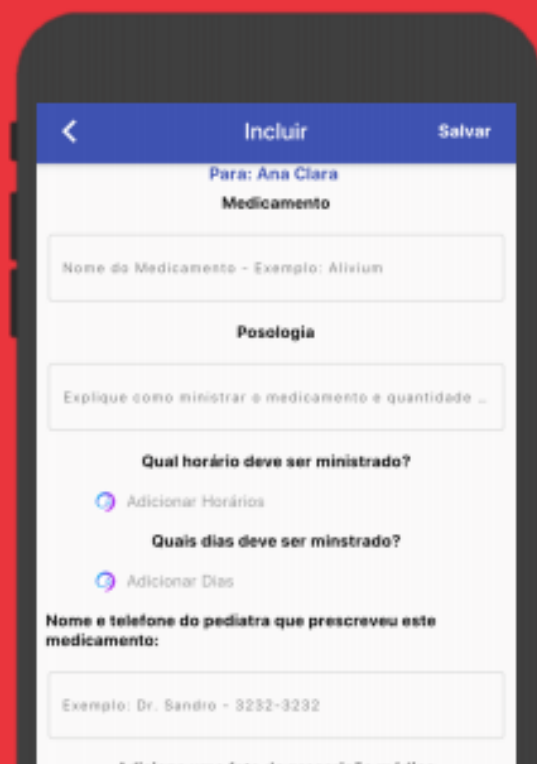 Incluir
Salvar
Para: Ana Clara
Medicamento
Nome do Medicamento - Exemplo: Alivium
Posologia
Explique como ministrar o medicamento e quantidade ...
Qual horário deve ser ministrado?
Adicionar Horários
Quais dias deve ser minstrado?
Adicionar Dias
Nome e telefone do pediatra que prescreveu este
medicamento:
Exemplo: Dr. Sandro - 3232-3232